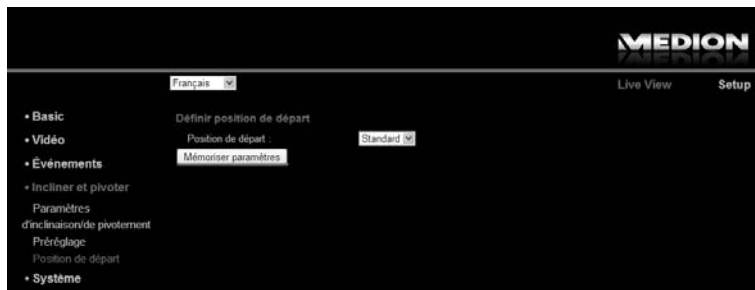 MEDION
Français
Live View Setup
• Basic
Définir position de départ
• Vidéo
Position de départ : Standard
Mémoriser paramètres
• Événements
• Incliner et pivoter
Paramètres
d'inclinaison/de pivotement
Préréglage
Position de départ
• Système